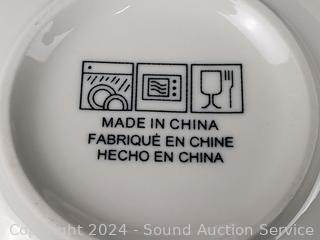 MADE IN CHINA
FABRIQUÉ EN CHINE
HECHO EN CHINA
Copyright 2024 - Sound Auction Service